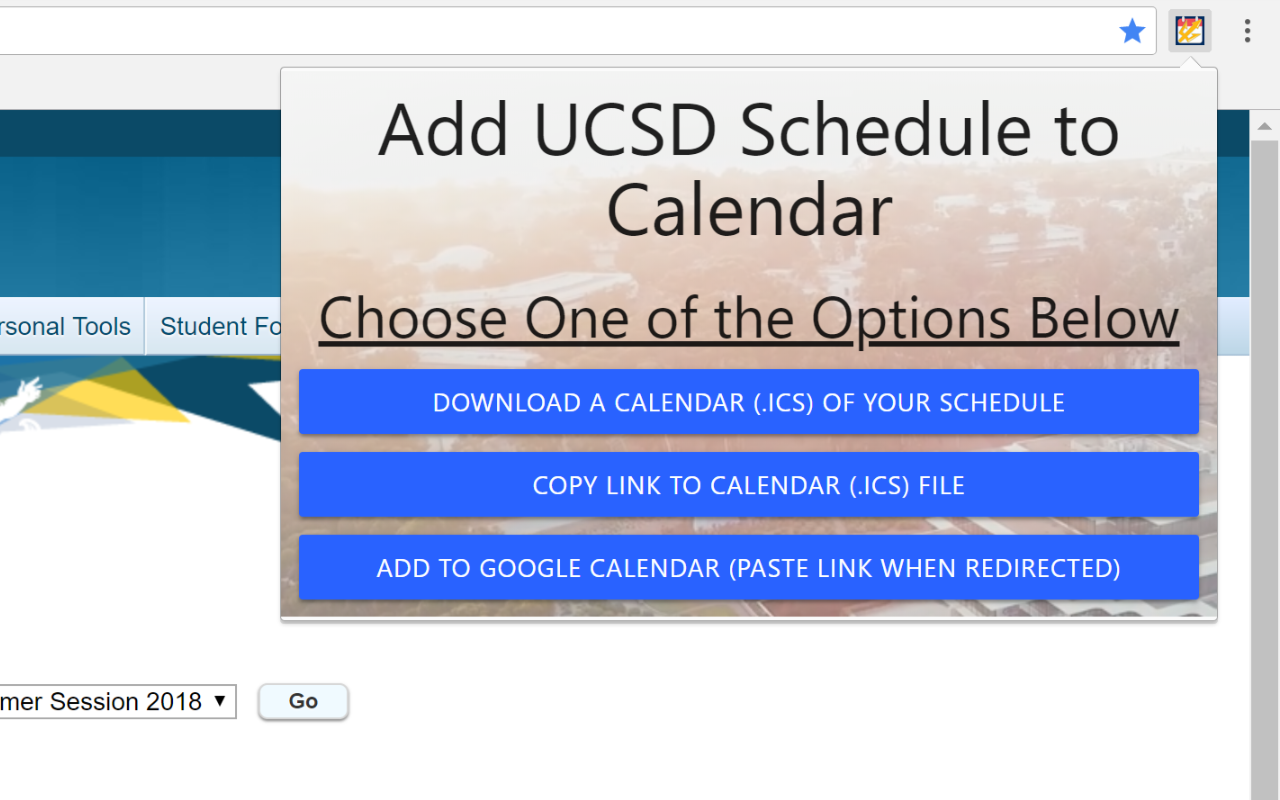 Add UCSD Schedule to
Calendar
Choose One of the Options Below
DOWNLOAD A CALENDAR (.ICS) OF YOUR SCHEDULE
COPY LINK TO CALENDAR (.ICS) FILE
ADD TO GOOGLE CALENDAR (PASTE LINK WHEN REDIRECTED)
rsonal Tools
Student Fo
mer Session 2018
Go